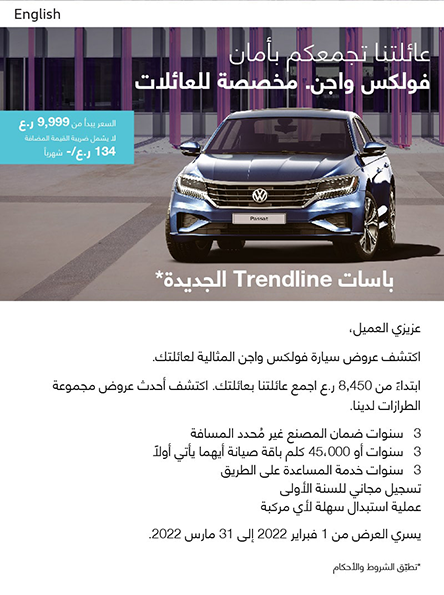 English
عائلتنا تجمعكم بأمان
فولكس واجن. مخصصة للعائلات
السعر يبدأ من 9,999 ر.ع
لا يشمل ضريبة القيمة المضافة
134 ر.ع/- شهرياً
Passat
باسات Trendline الجديدة*
عزيزي العميل،
اكتشف عروض سيارة فولكس واجن المثالية لعائلتك.
ابتداءً من 8,450 ر.ع اجمع عائلتنا بعائلتك. اكتشف أحدث عروض مجموعة
الطرازات لدينا.
3 سنوات ضمان المصنع غير مُحدد المسافة
3 سنوات أو 45،000 كلم باقة صيانة أيهما يأتي أولاً
3 سنوات خدمة المساعدة على الطريق
تسجيل مجاني للسنة الأولى
عملية استبدال سهلة لأي مركبة
يسري العرض من 1 فبراير 2022 إلى 31 مارس 2022.
*تطبّق الشروط والأحكام